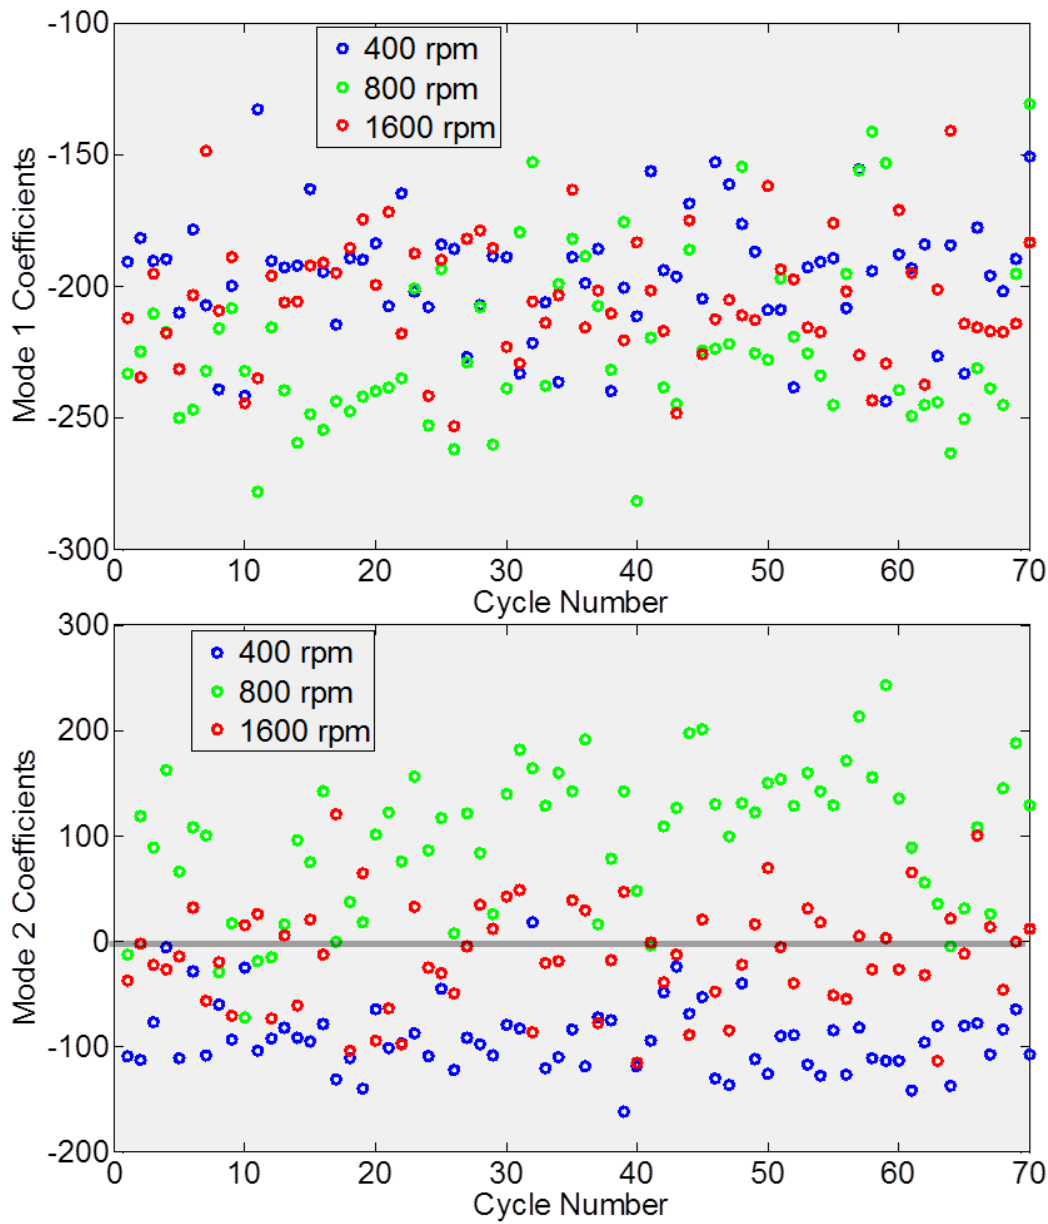 -100
-150
-200
-250
-300
Mode 1 Coefficients
400 rpm
800 rpm
1600 rpm
0 10 20 30 40 50 60 70
Cycle Number
300
200
100
0
-100
-200
Mode 2 Coefficients
400 rpm
800 rpm
1600 rpm
0 10 20 30 40 50 60 70
Cycle Number